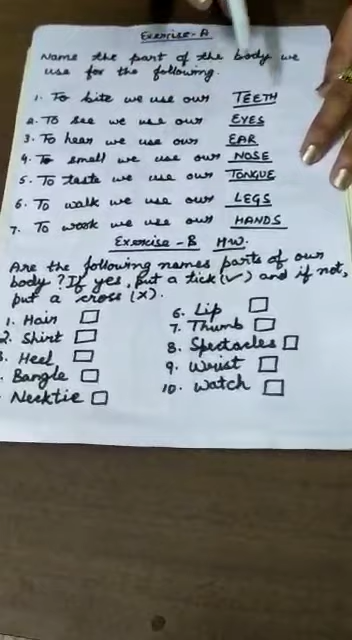 Exercise-A
Name the part of the body we
use for the following.
1. To bite we use our TEETH
2. To see we use our EYES
3. To hear we use our EAR
4. To smell we use our NOSE
5. To taste we use our TONGUE
6. To walk we use our LEGS
7. To work we use our HANDS
Exercise-B HW.
Are the following names parts of our
body? If yes, put a tick (✓) and if not,
put a cross (x).
1. Hair
2. Shirt
3. Heel
. Bangle
Necktie
6. Lip
7. Thumb
8. Spectacles
9. Wrist
10. Watch